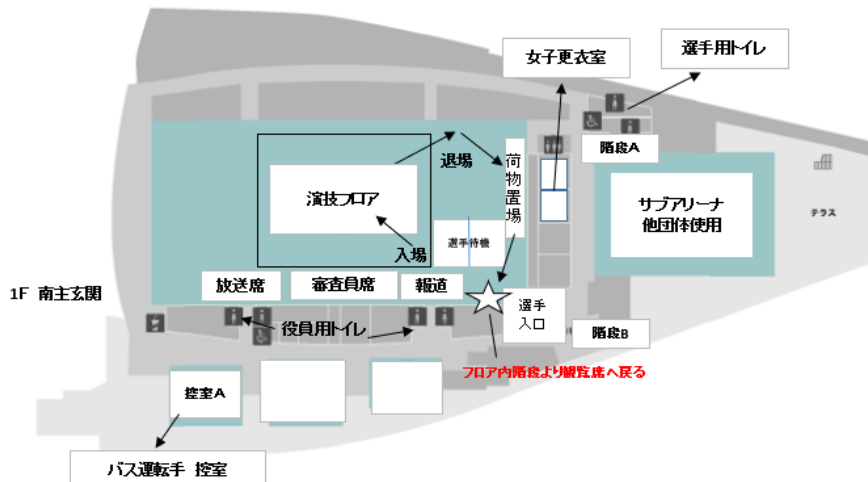 女子更衣室
選手用トイレ
階段A
退場
荷物置場
演技フロア
サブアリーナ
他団体使用
テラス
選手待機
入場
放送席
審査員席
報道
1F 南主玄関
選手
入口
役員用トイレ
階段B
フロア内階段より観覧席へ戻る
控室A
バス運転手 控室